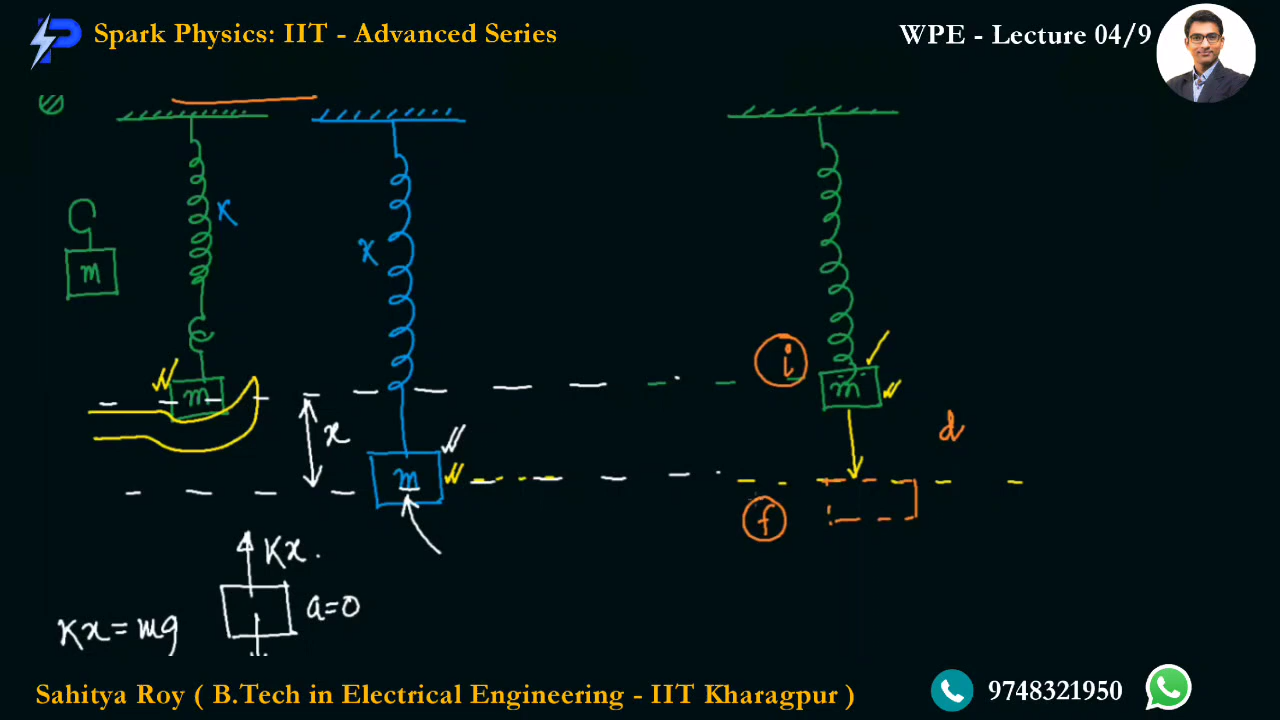 Spark Physics: IIT - Advanced Series
WPE - Lecture 04/9
K
m
K
m
i
m
x
d
m
f
Kx.
a=0
Kx = mg
Sahitya Roy ( B.Tech in Electrical Engineering - IIT Kharagpur )
9748321950